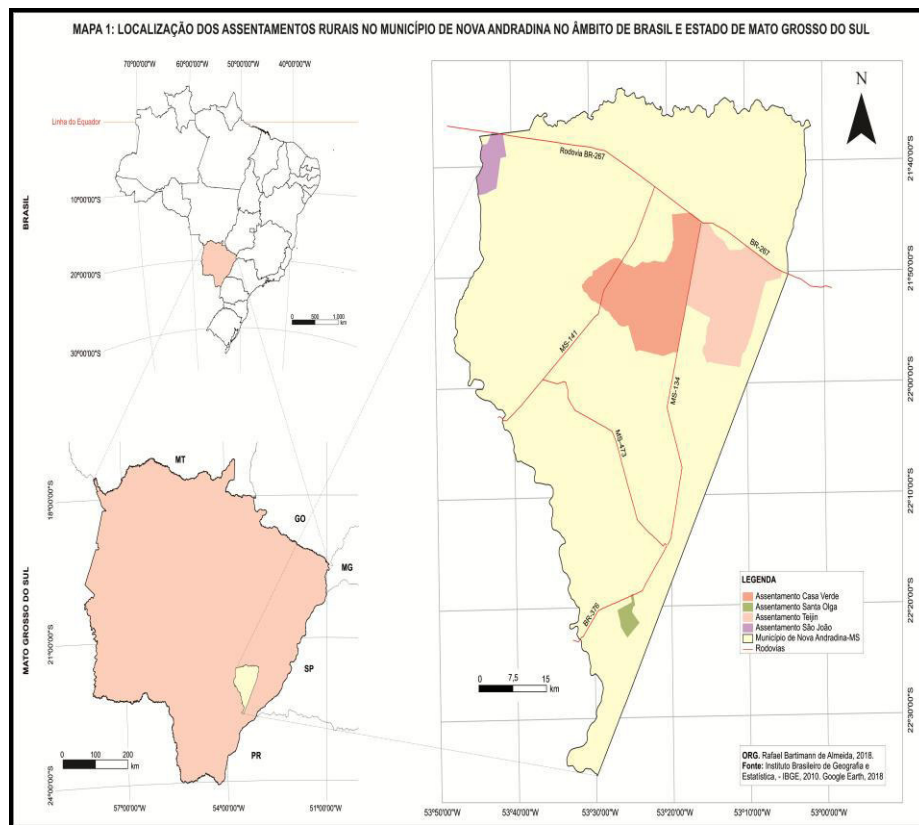 MAPA 1: LOCALIZAÇÃO DOS ASSENTAMENTOS RURAIS NO MUNICÍPIO DE NOVA ANDRADINA NO ÂMBITO DE BRASIL E ESTADO DE MATO GROSSO DO SUL
70°00'00"W 60°00'00"W 50°00'00"W 40°00'00"W
Linha do Equador
10°00'00"S
20°00'00"S
30°00'00"S
BRASIL
0 500 1.000
km
MT
GO
MG
SP
PR
18°00'00"S
21°00'00"S
24°00'00"S
MATO GROSSO DO SUL
0 100 200
km
57°00'00"W 54°00'00"W 51°00'00"W
N
Rodovia BR-267
BR-267
MS-141
MS-134
MS-473
BR-376
21°40'00"S
21°50'00"S
22°00'00"S
22°10'00"S
22°20'00"S
22°30'00"S
LEGENDA
Assentamento Casa Verde
Assentamento Santa Olga
Assentamento Teijin
Assentamento São João
Município de Nova Andradina-MS
Rodovias
0 7,5 15
km
ORG. Rafael Bartimann de Almeida, 2018.
Fonte: Instituto Brasileiro de Geografia e
Estatística, - IBGE, 2010. Google Earth, 2018
53°50'00"W 53°40'00"W 53°30'00"W 53°20'00"W 53°10'00"W 53°00'00"W